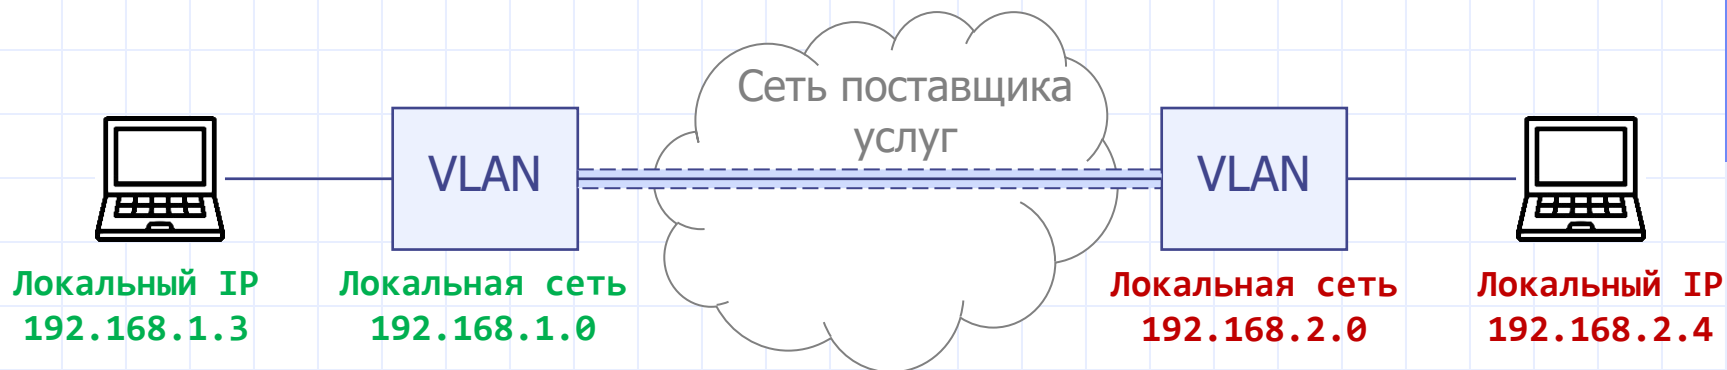 Сеть поставщика
услуг
VLAN
VLAN
Локальный IP
192.168.1.3
Локальная сеть
192.168.1.0
Локальная сеть
192.168.2.0
Локальный IP
192.168.2.4